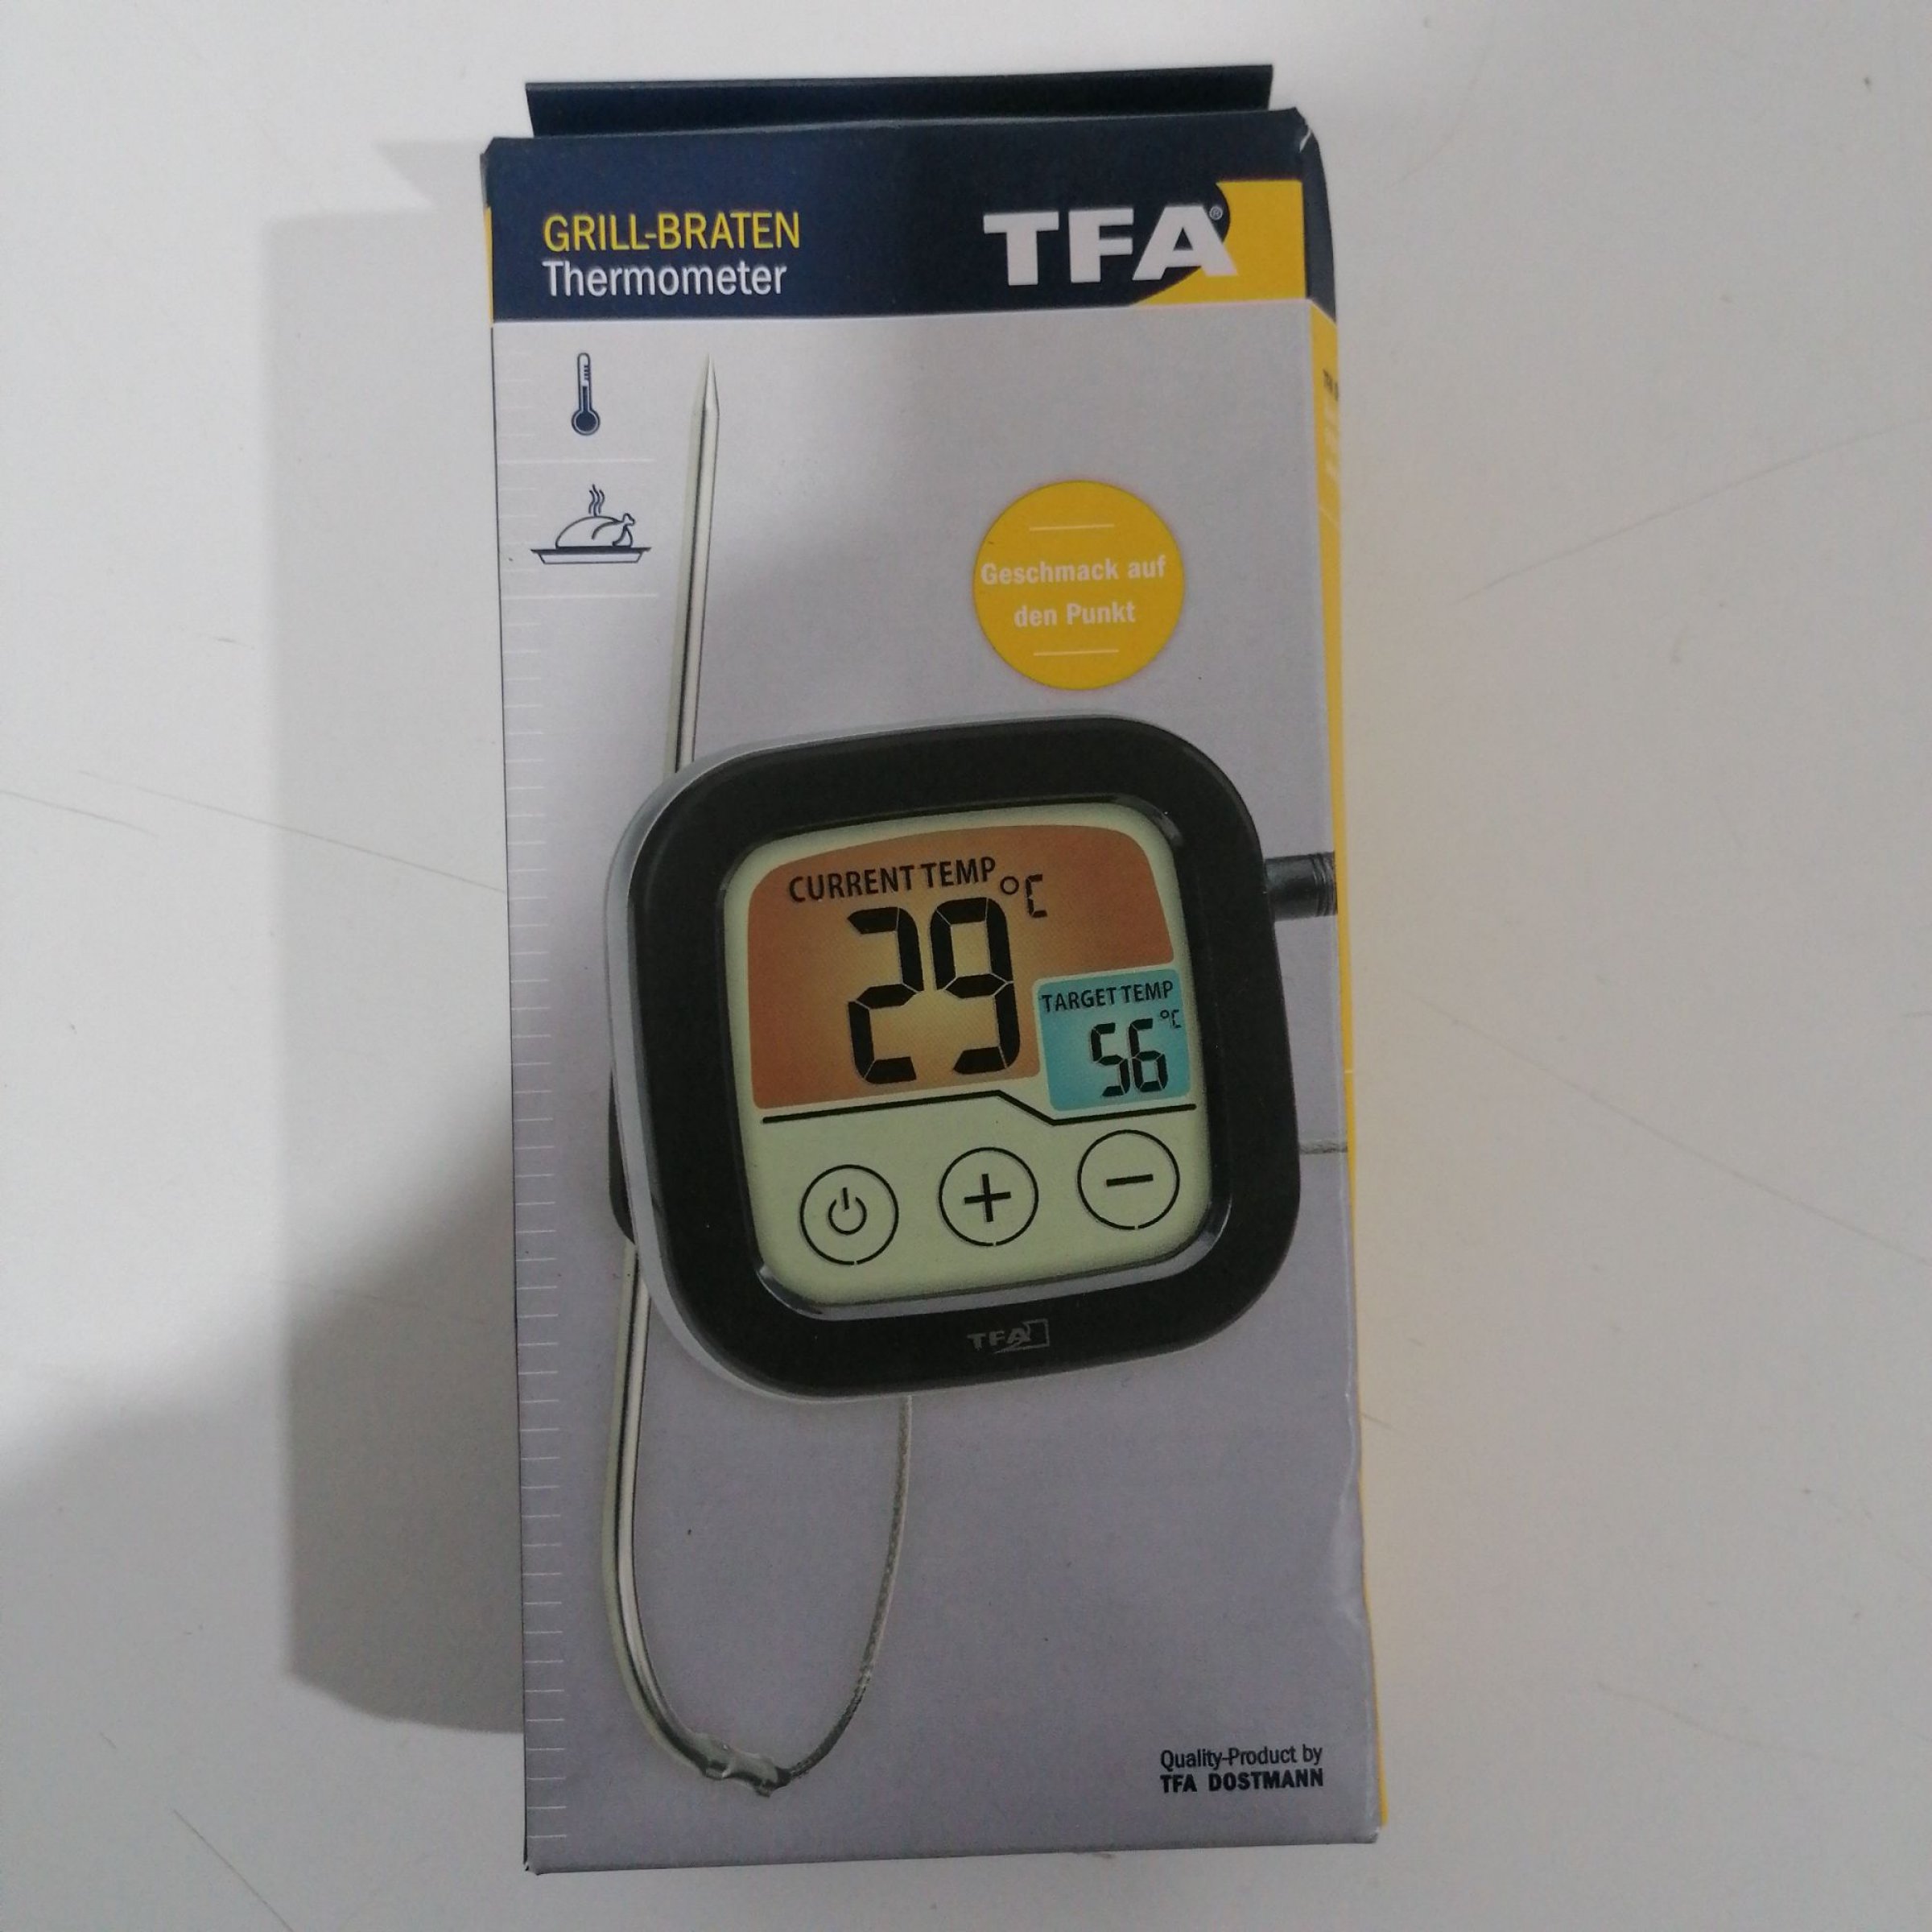 GRILL-BRATEN
Thermometer
TFA®
Geschmack auf
den Punkt
CURRENT TEMP
29 °C
TARGET TEMP
56 °C
TFA
Quality-Product by
TFA DOSTMANN